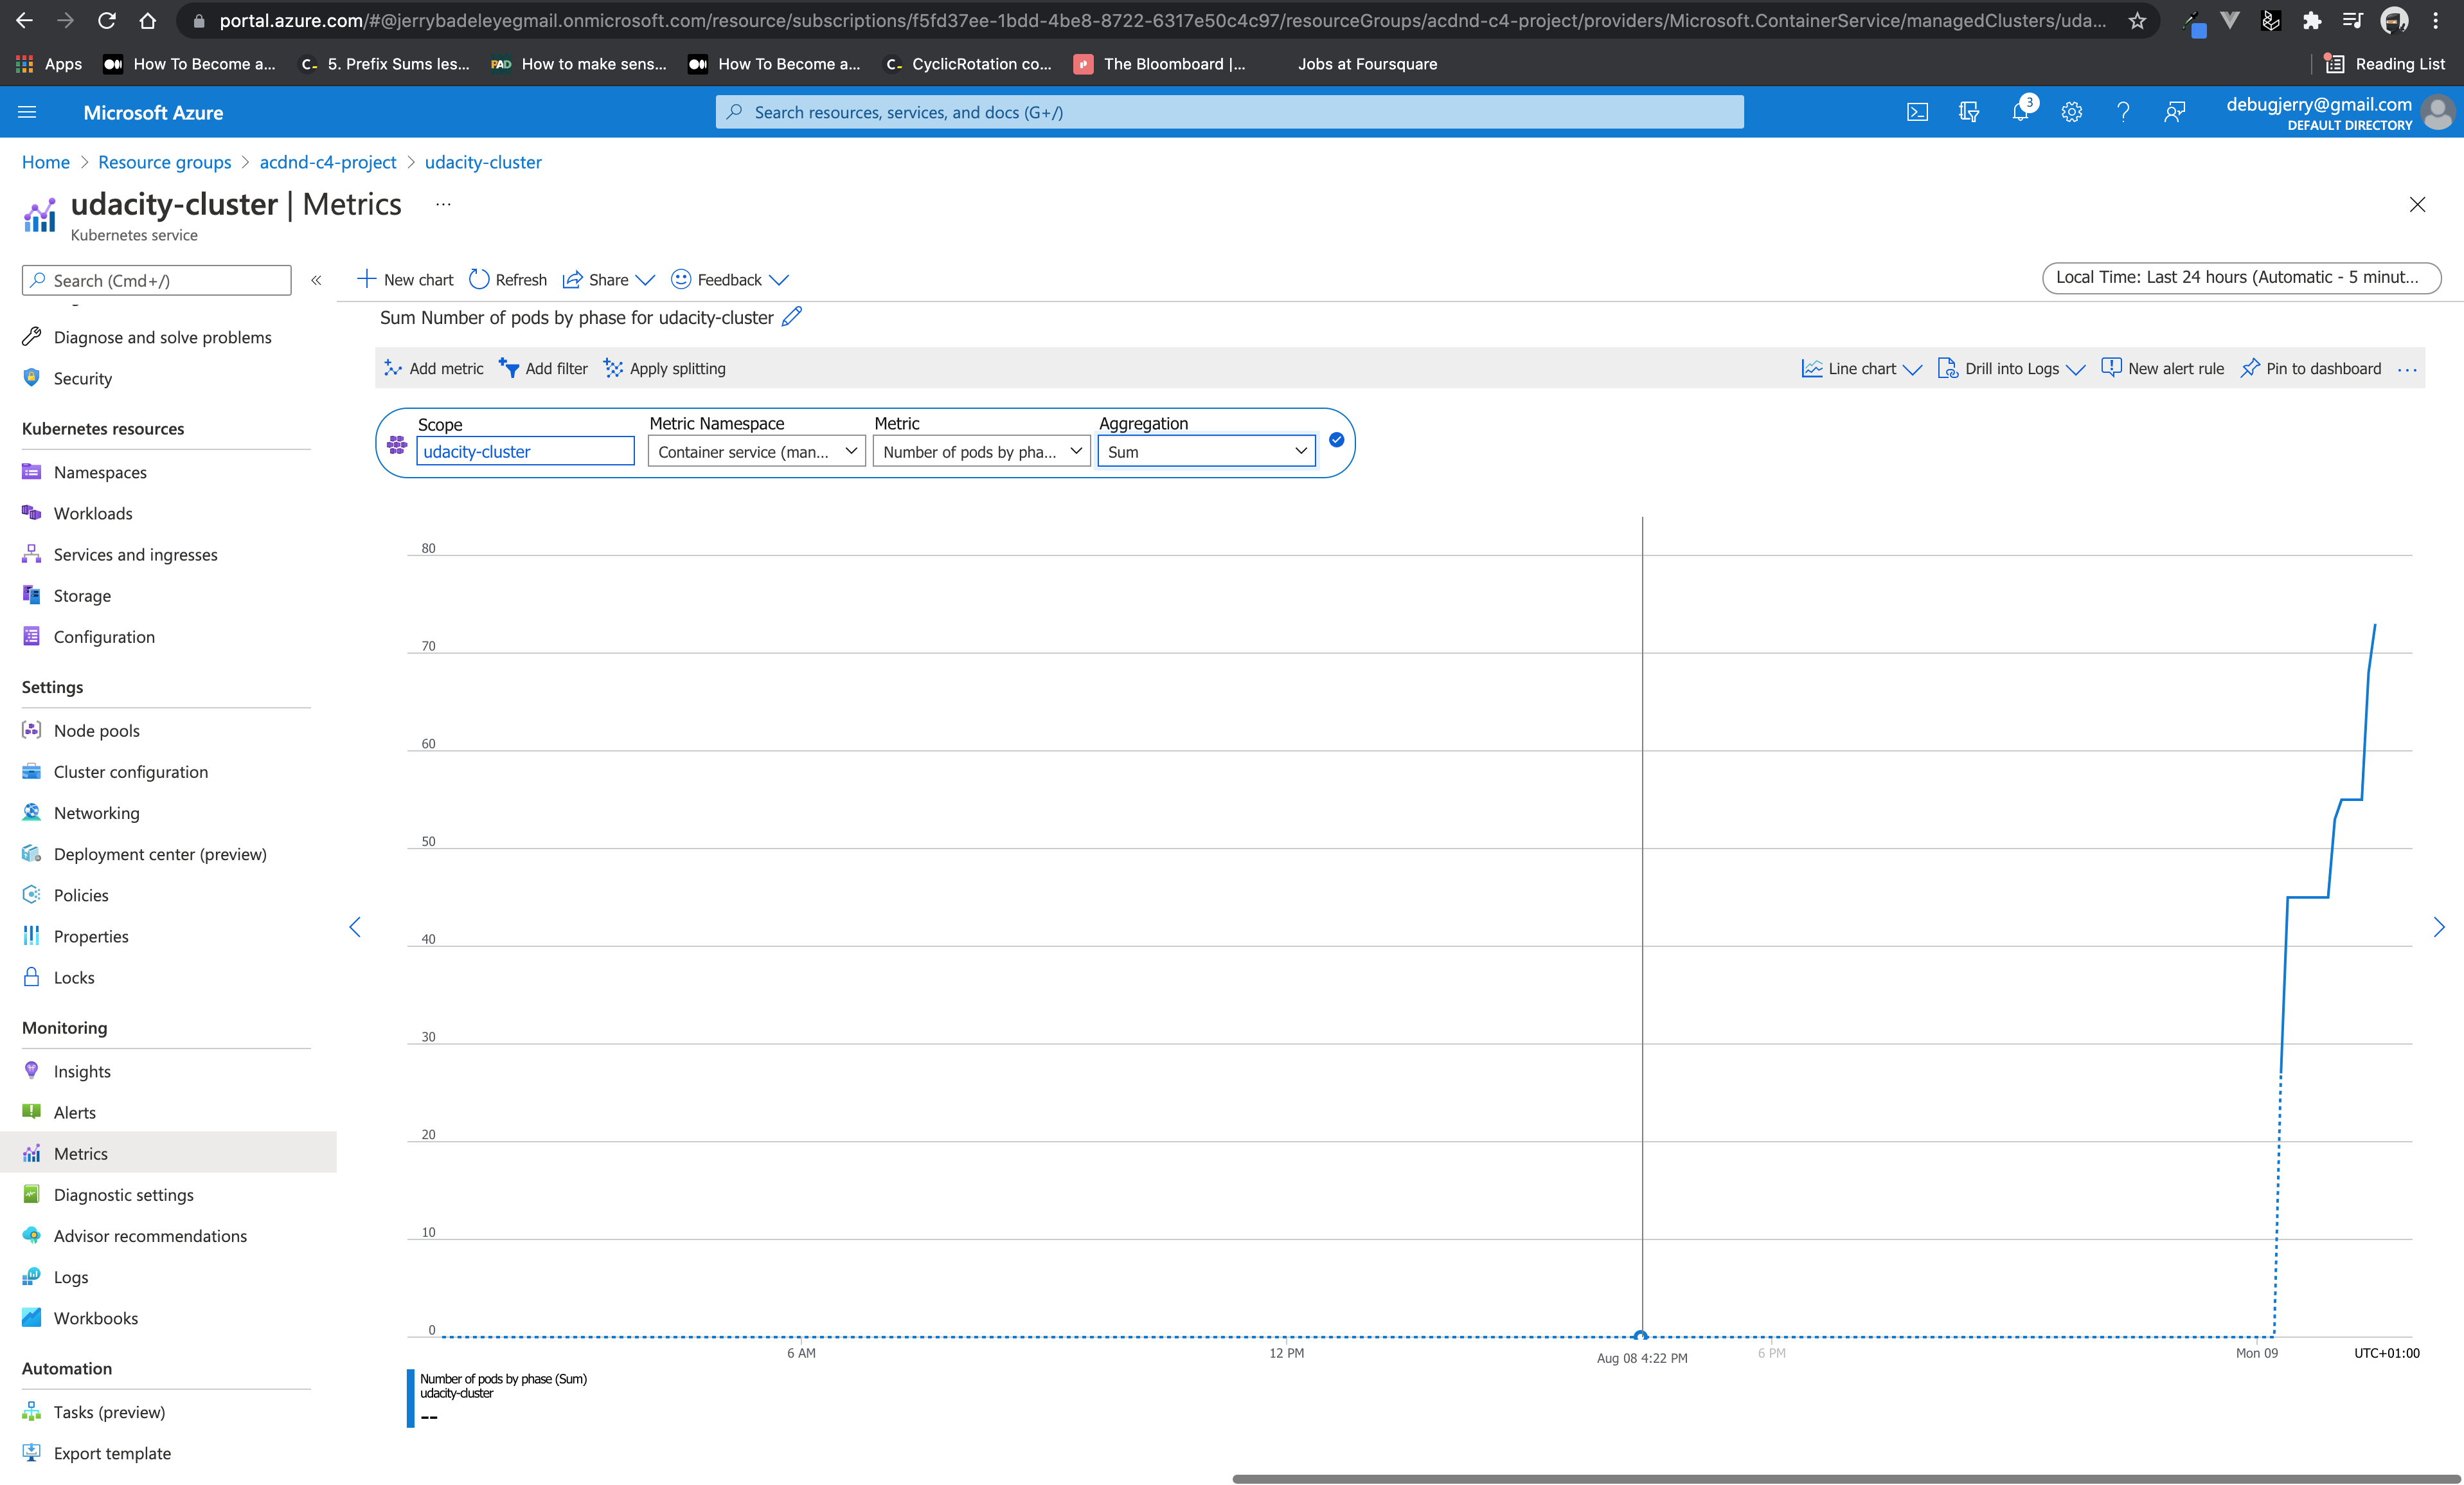 portal.azure.com/#@jerrybadeleyegmail.onmicrosoft.com/resource/subscriptions/f5fd37ee-1bdd-4be8-8722-6317e50c4c97/resourceGroups/acdnd-c4-project/providers/Microsoft.ContainerService/managedClusters/uda...
Apps
How To Become a...
C- 5. Prefix Sums les...
PAD How to make sens...
How To Become a...
C- CyclicRotation co...
The Bloomboard |...
Jobs at Foursquare
Reading List
Microsoft Azure
Search resources, services, and docs (G+/)
3
debugjerry@gmail.com
DEFAULT DIRECTORY
Home > Resource groups > acdnd-c4-project > udacity-cluster
udacity-cluster | Metrics ...
Kubernetes service
Search (Cmd+/)
«
New chart
Refresh
Share
Feedback
Local Time: Last 24 hours (Automatic - 5 minut...
Sum Number of pods by phase for udacity-cluster
Add metric
Add filter
Apply splitting
Line chart
Drill into Logs
New alert rule
Pin to dashboard
...
Scope
udacity-cluster
Metric Namespace
Container service (man...
Metric
Number of pods by pha...
Aggregation
Sum
Diagnose and solve problems
Security
Kubernetes resources
Namespaces
Workloads
Services and ingresses
Storage
Configuration
Settings
Node pools
Cluster configuration
Networking
Deployment center (preview)
Policies
Properties
Locks
Monitoring
Insights
Alerts
Metrics
Diagnostic settings
Advisor recommendations
Logs
Workbooks
Automation
Tasks (preview)
Export template
80
70
60
50
40
30
20
10
0
6 AM
12 PM
Aug 08 4:22 PM
6 PM
Mon 09
UTC+01:00
Number of pods by phase (Sum)
udacity-cluster
--